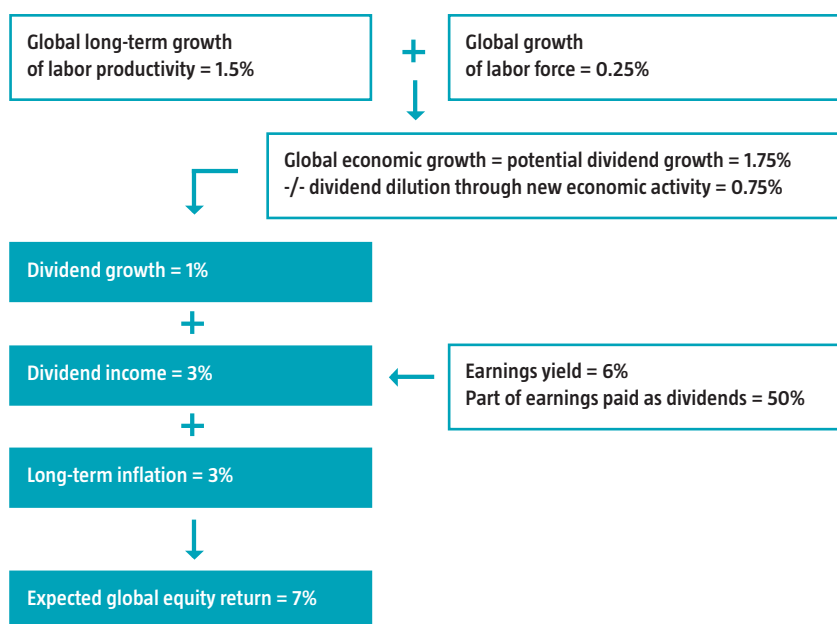 Global long-term growth
of labor productivity = 1.5%
+
Global growth
of labor force = 0.25%
Global economic growth = potential dividend growth = 1.75%
-/- dividend dilution through new economic activity = 0.75%
Dividend growth = 1%
+
Dividend income = 3%
Earnings yield = 6%
Part of earnings paid as dividends = 50%
+
Long-term inflation = 3%
Expected global equity return = 7%